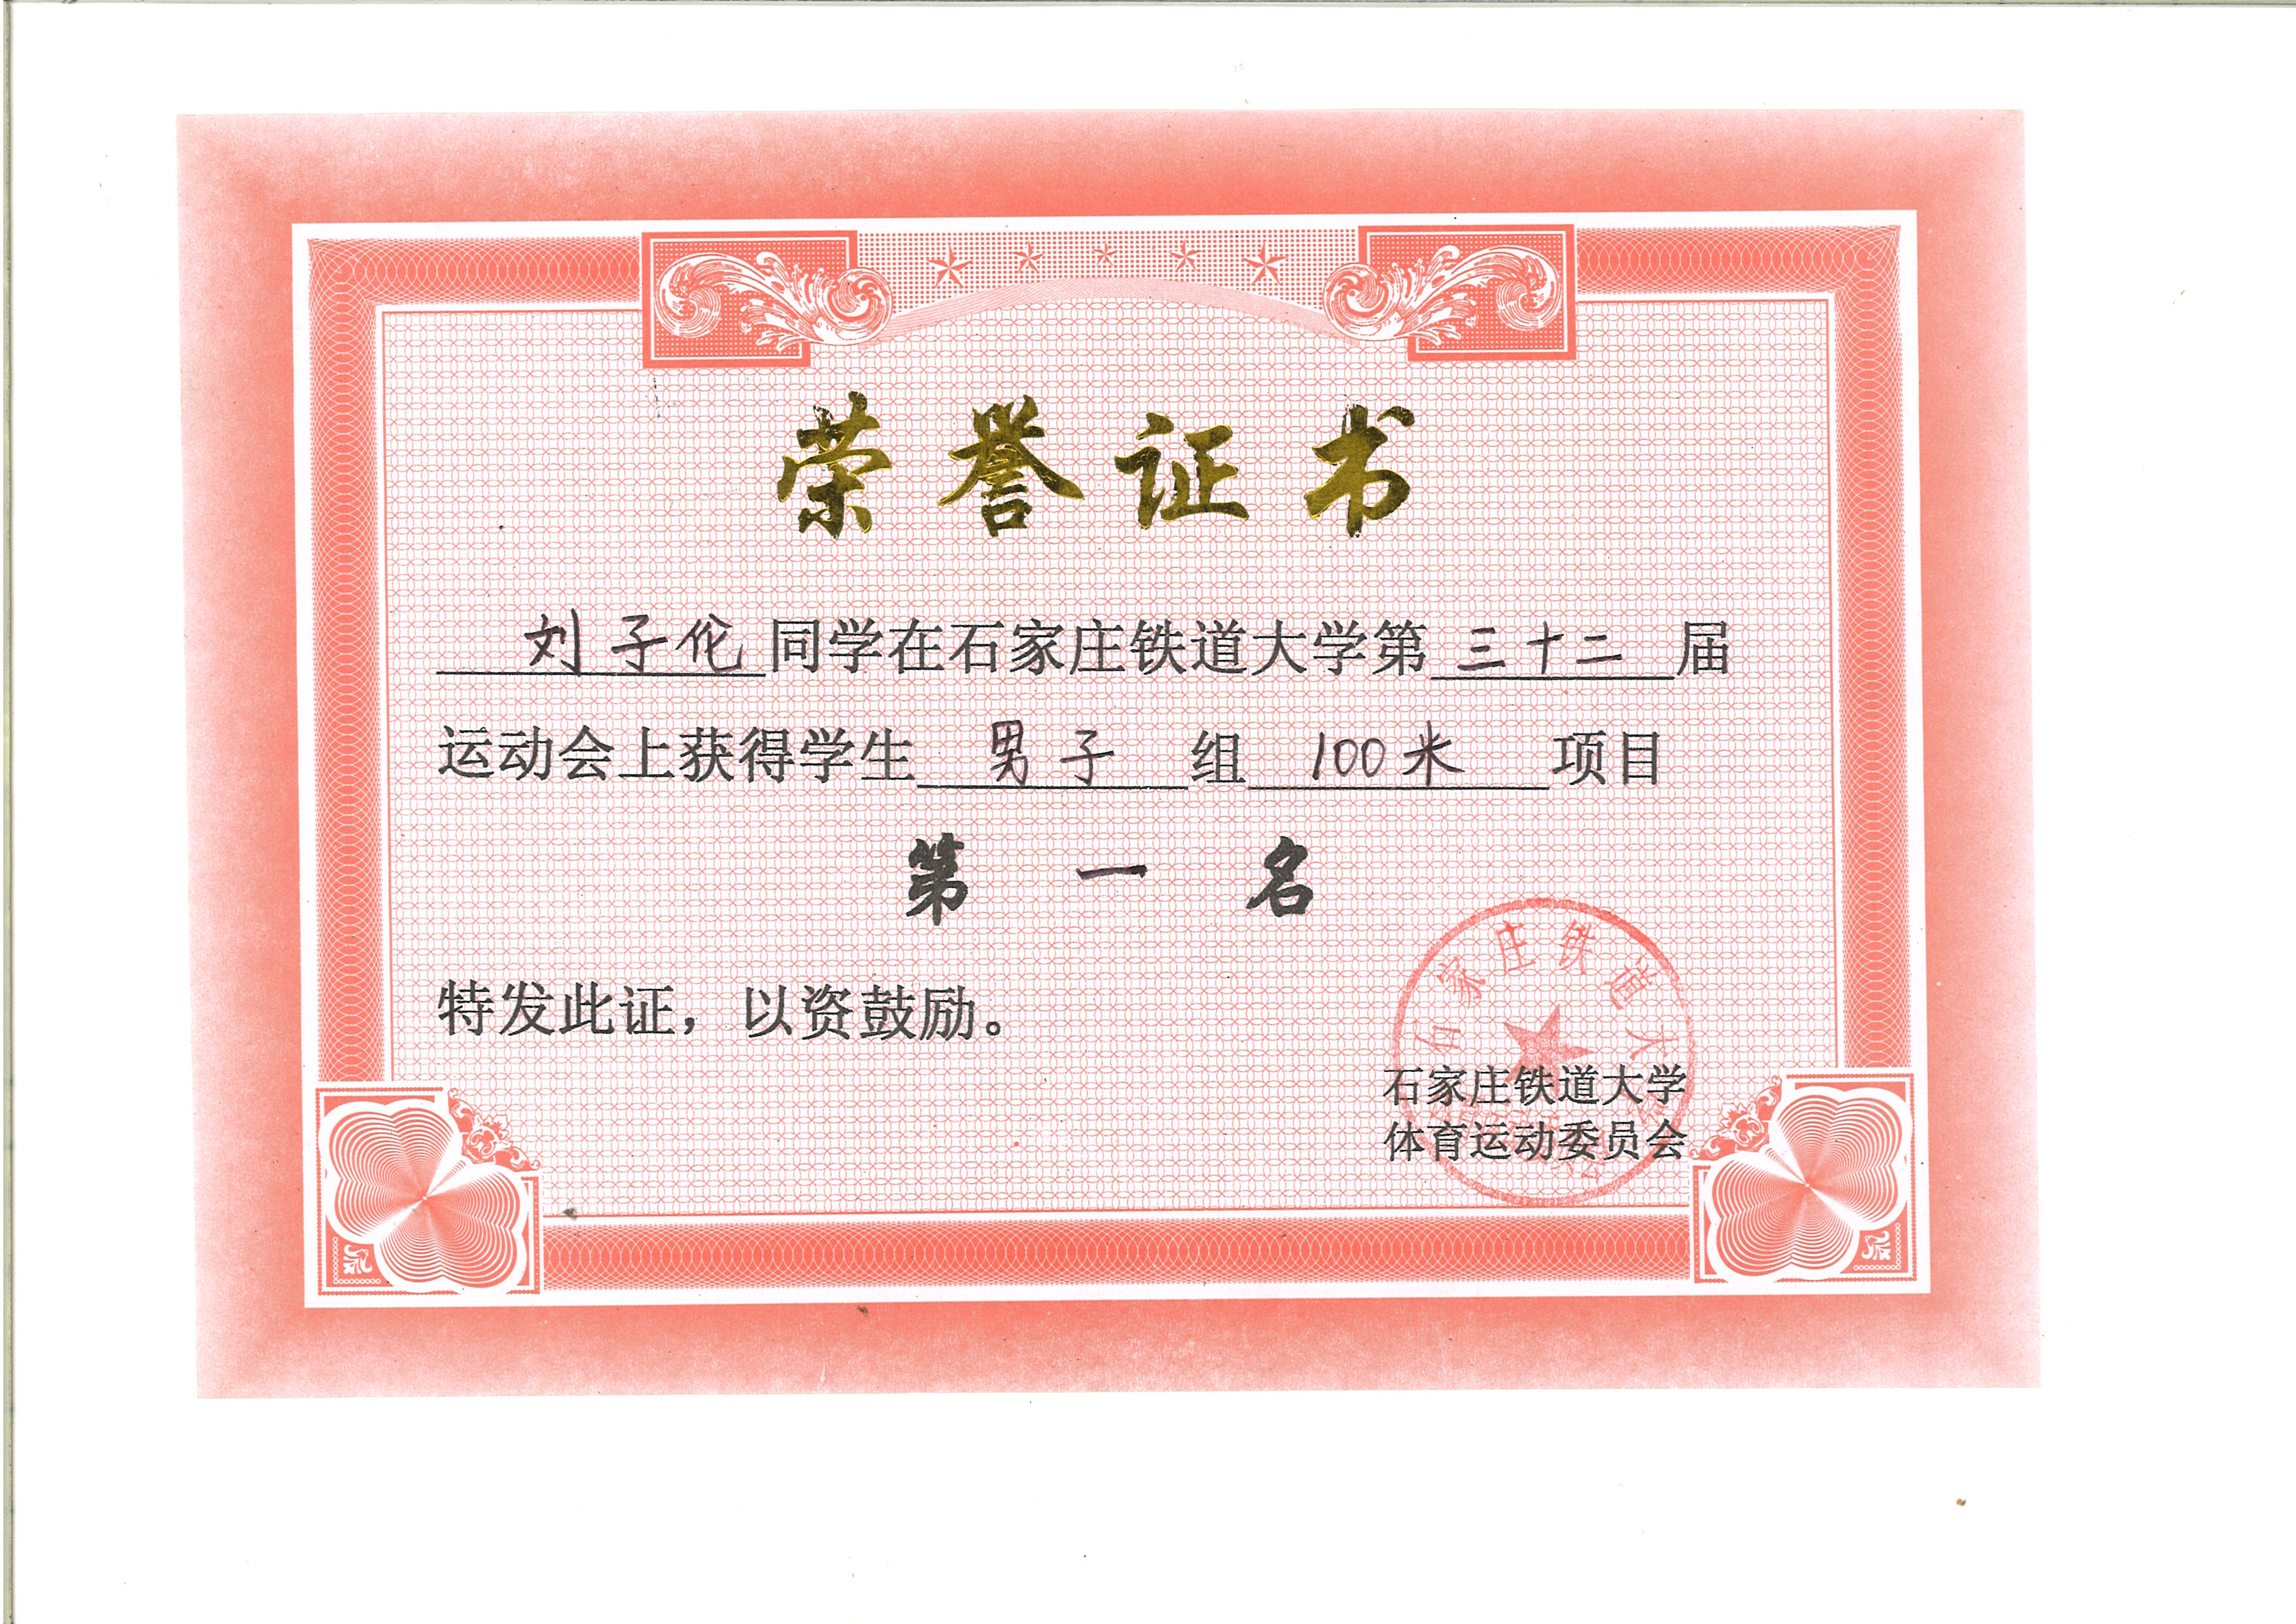 荣誉证书
刘子伦同学在石家庄铁道大学第三十二届
运动会上获得学生男子组100米项目
第一名
特发此证，以资鼓励。
石家庄铁道大
石家庄铁道大学
体育运动委员会